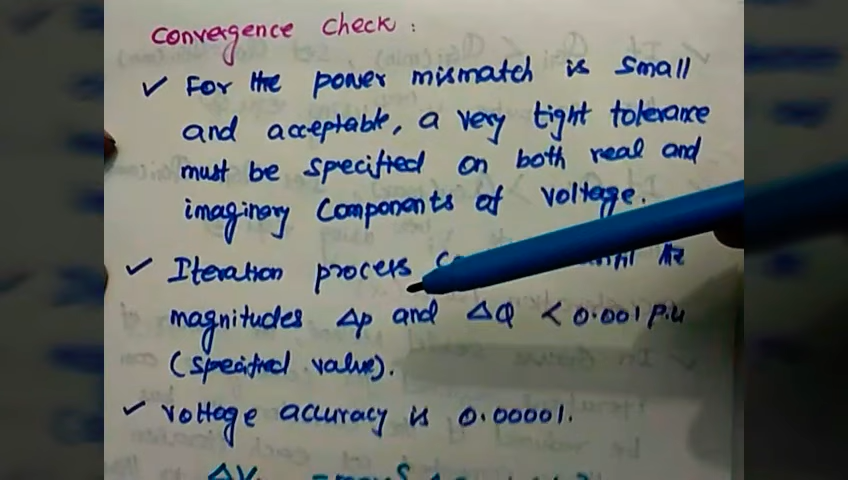 Convergence check :
✓ For the power mismatch is small
and acceptable, a very tight tolerance
must be specified on both real and
imaginary components of voltage.
✓ Iteration process
magnitudes ΔP and ΔQ < 0.001 P.U
(specified value).
✓ voltage accuracy is 0.00001.